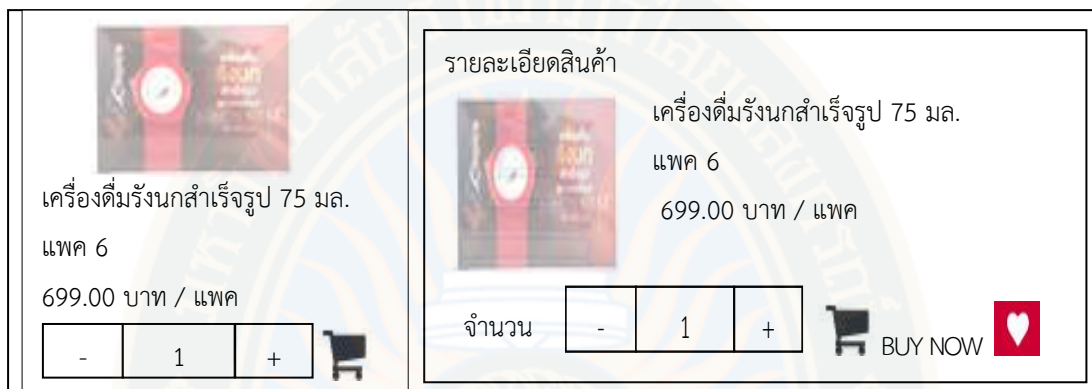 เครื่องดื่มรังนกสำเร็จรูป 75 มล.
แพค 6
699.00 บาท / แพค
- 1 +
รายละเอียดสินค้า
เครื่องดื่มรังนกสำเร็จรูป 75 มล.
แพค 6
699.00 บาท / แพค
จำนวน - 1 + BUY NOW